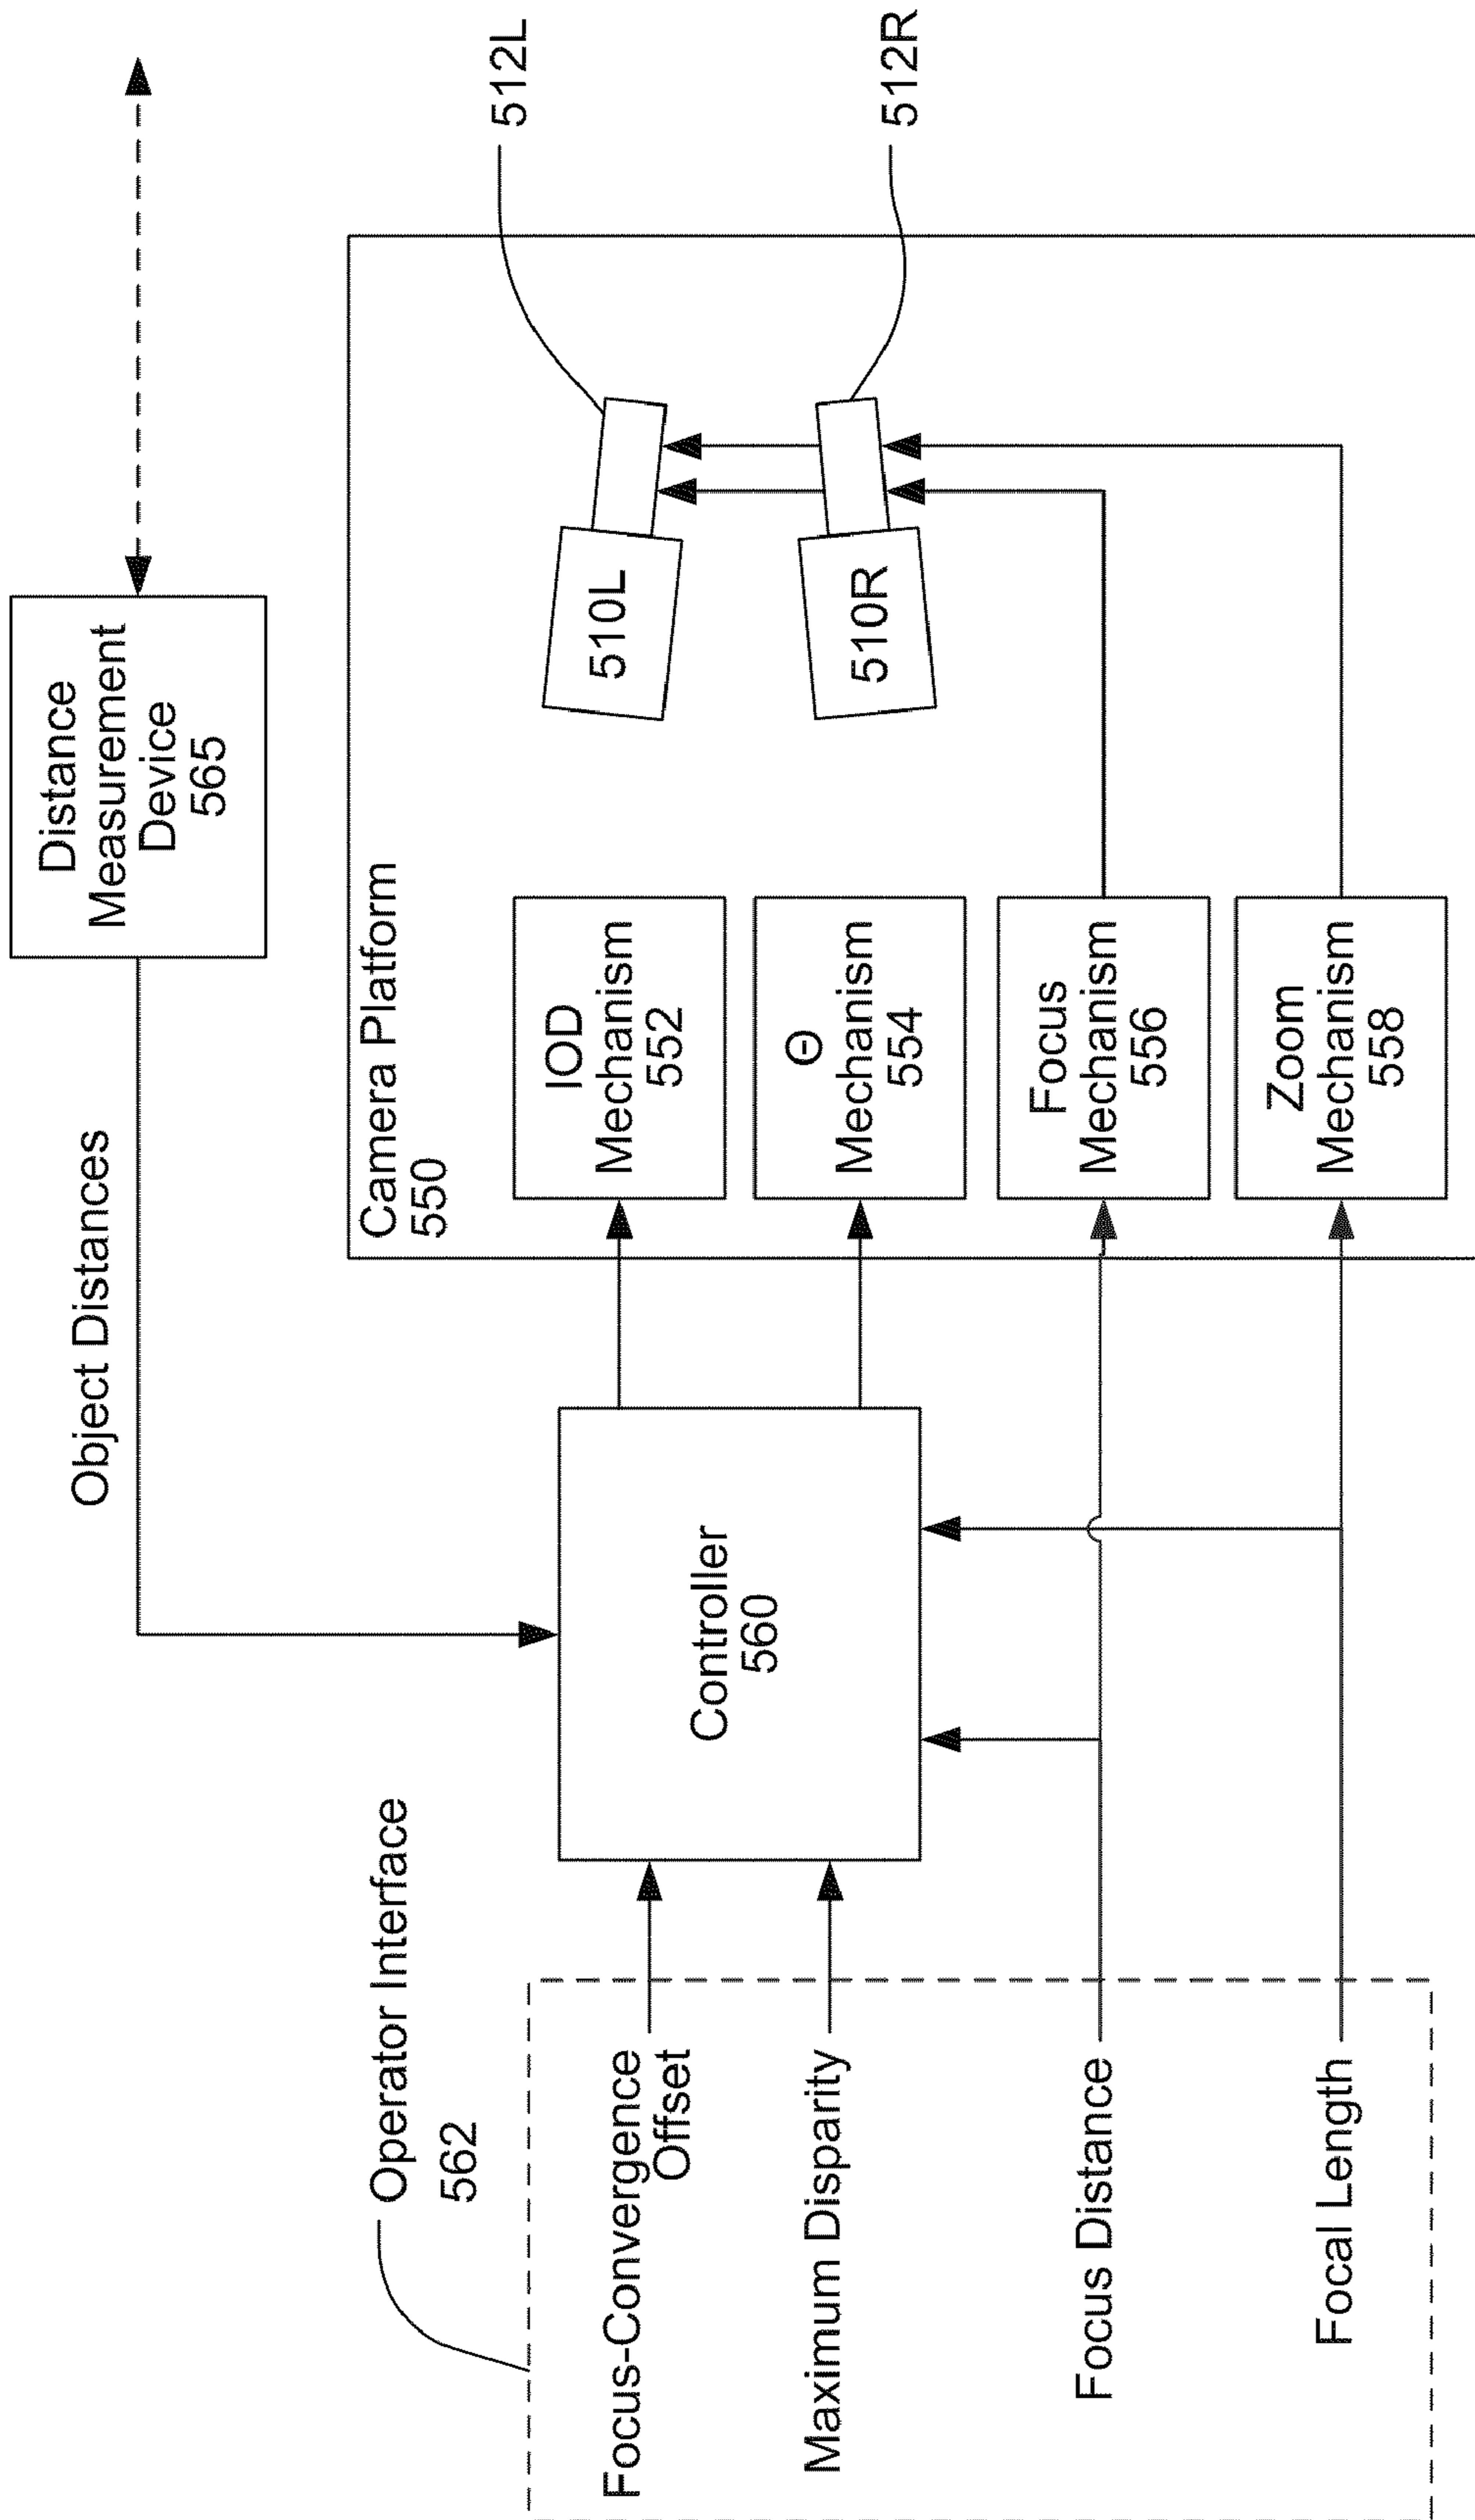 Distance
Measurement
Device
565
Object Distances
512L
512R
Camera Platform
550
510L
510R
IOD
Mechanism
552
Θ
Mechanism
554
Focus
Mechanism
556
Zoom
Mechanism
558
Controller
560
Operator Interface
562
Focus-Convergence
Offset
Maximum Disparity
Focus Distance
Focal Length